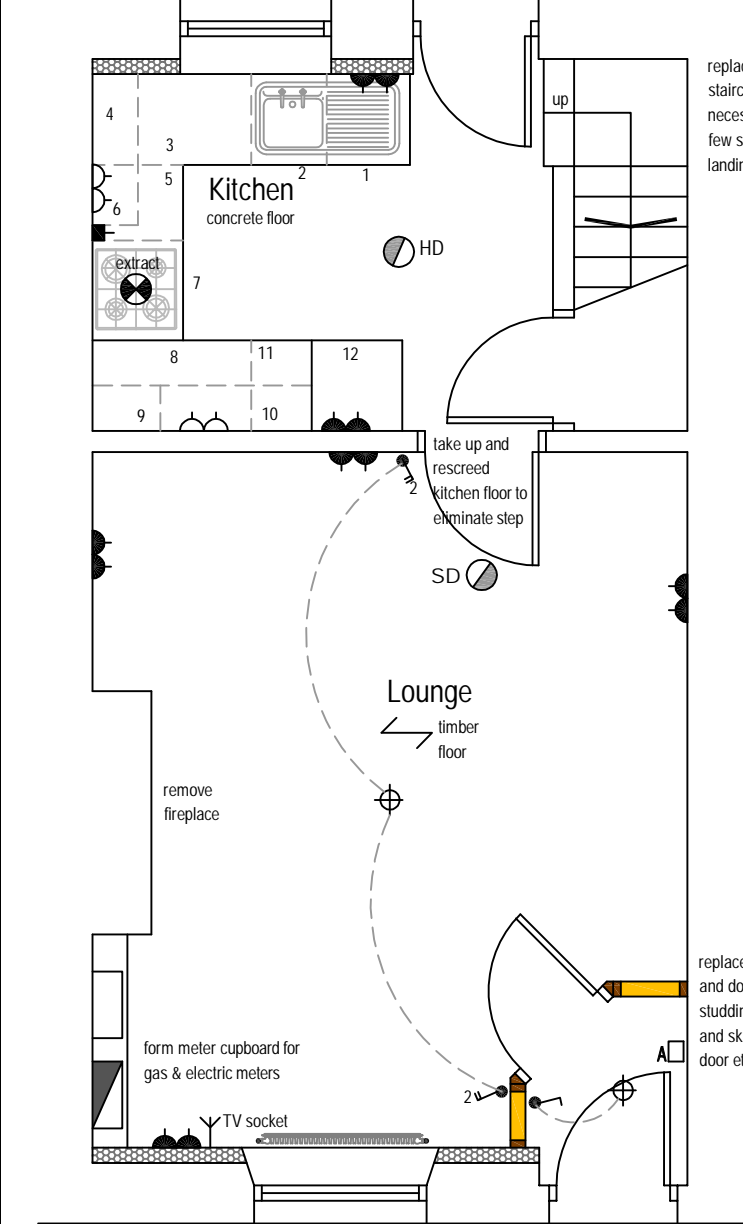 up
replac
stairc
neces
few s
landin
4
3
5
2
1
Kitchen
concrete floor
6
HD
extract
7
8
11
12
9
10
take up and
rescreed
kitchen floor to
eliminate step
2
SD
Lounge
timber
floor
remove
fireplace
replace
and do
studdin
and sk
door et
form meter cupboard for
gas & electric meters
A
2
TV socket